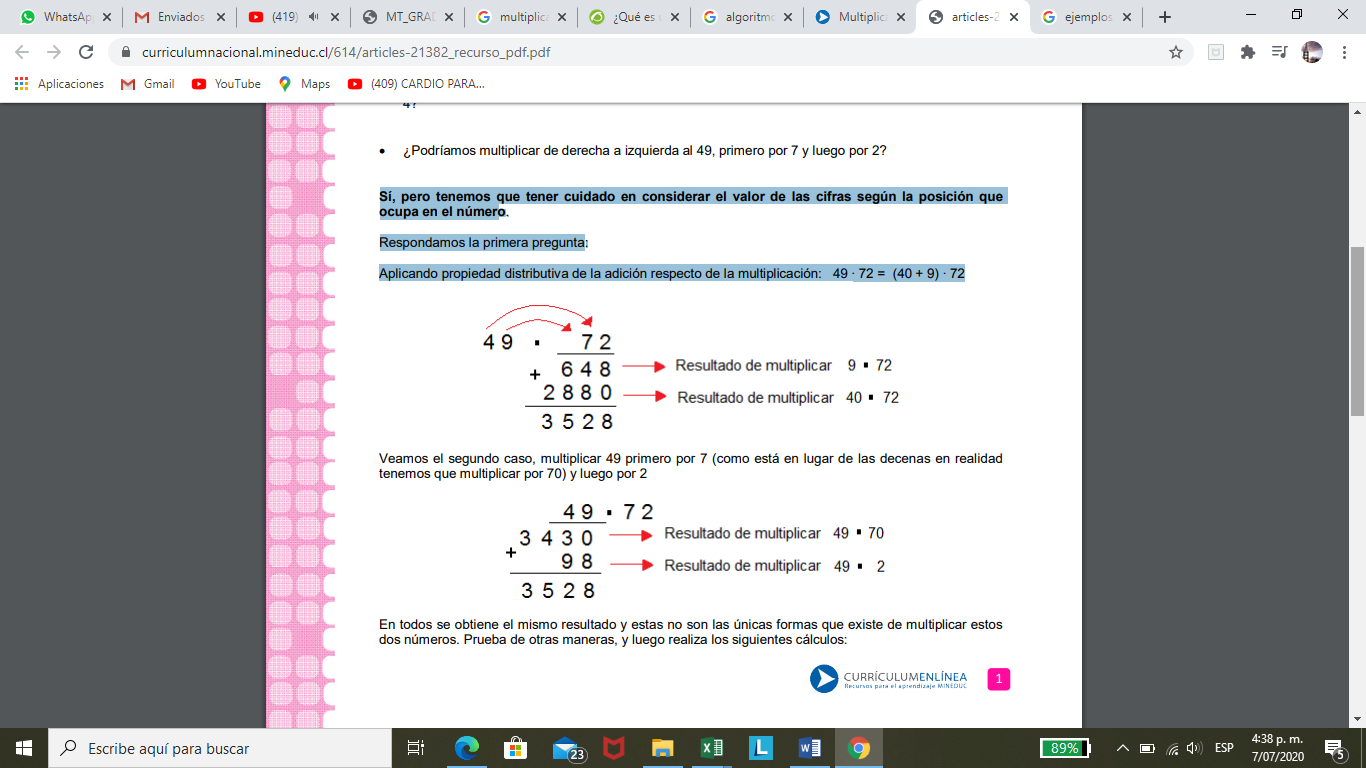 WhatsApp
Enviados
(419)
MT_GRAD
multiplica
¿Qué es u
algoritmo
Multiplica
articles-2
ejemplos
curriculumnacional.mineduc.cl/614/articles-21382_recurso_pdf.pdf
Aplicaciones
Gmail
YouTube
Maps
(409) CARDIO PARA...
4?
• ¿Podríamos multiplicar de derecha a izquierda al 49, primero por 7 y luego por 2?
Sí, pero tenemos que tener cuidado en considerar el valor de las cifras según la posición que
ocupa en el número.
Respondamos la primera pregunta:
Aplicando propiedad distributiva de la adición respecto de la multiplicación: 49 · 72 = (40 + 9) · 72
4 9 · 7 2
+ 6 4 8 Resultado de multiplicar 9 · 72
2 8 8 0 Resultado de multiplicar 40 · 72
3 5 2 8
Veamos el segundo caso, multiplicar 49 primero por 7 (como está en lugar de las decenas en realidad
tenemos que multiplicar por 70) y luego por 2
4 9 · 7 2
3 4 3 0 Resultado de multiplicar 49 · 70
+ 9 8 Resultado de multiplicar 49 · 2
3 5 2 8
En todos se obtiene el mismo resultado y estas no son las únicas formas que existe de multiplicar estos
dos números. Prueba de otras maneras, y luego realiza los siguientes cálculos:
CURRÍCULUMENLÍNEA
Recursos para el aprendizaje MINEDUC
1
Escribe aquí para buscar
23
L
89%
ESP
4:38 p. m.
7/07/2020
5